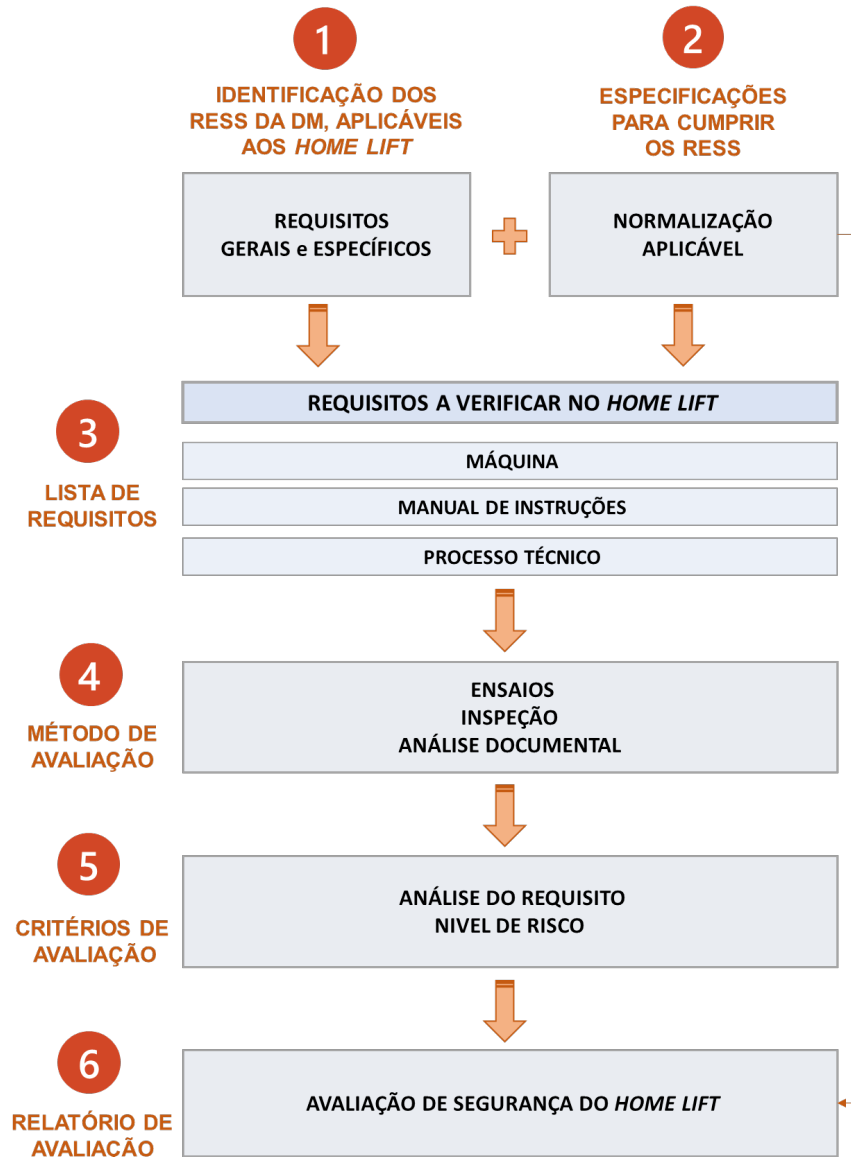 1
IDENTIFICAÇÃO DOS
RESS DA DM, APLICÁVEIS
AOS HOME LIFT
2
ESPECIFICAÇÕES
PARA CUMPRIR
OS RESS
REQUISITOS
GERAIS e ESPECÍFICOS
NORMALIZAÇÃO
APLICÁVEL
3
LISTA DE
REQUISITOS
REQUISITOS A VERIFICAR NO HOME LIFT
MÁQUINA
MANUAL DE INSTRUÇÕES
PROCESSO TÉCNICO
4
MÉTODO DE
AVALIAÇÃO
ENSAIOS
INSPEÇÃO
ANÁLISE DOCUMENTAL
5
CRITÉRIOS DE
AVALIAÇÃO
ANÁLISE DO REQUISITO
NIVEL DE RISCO
6
RELATÓRIO DE
AVALIAÇÃO
AVALIAÇÃO DE SEGURANÇA DO HOME LIFT